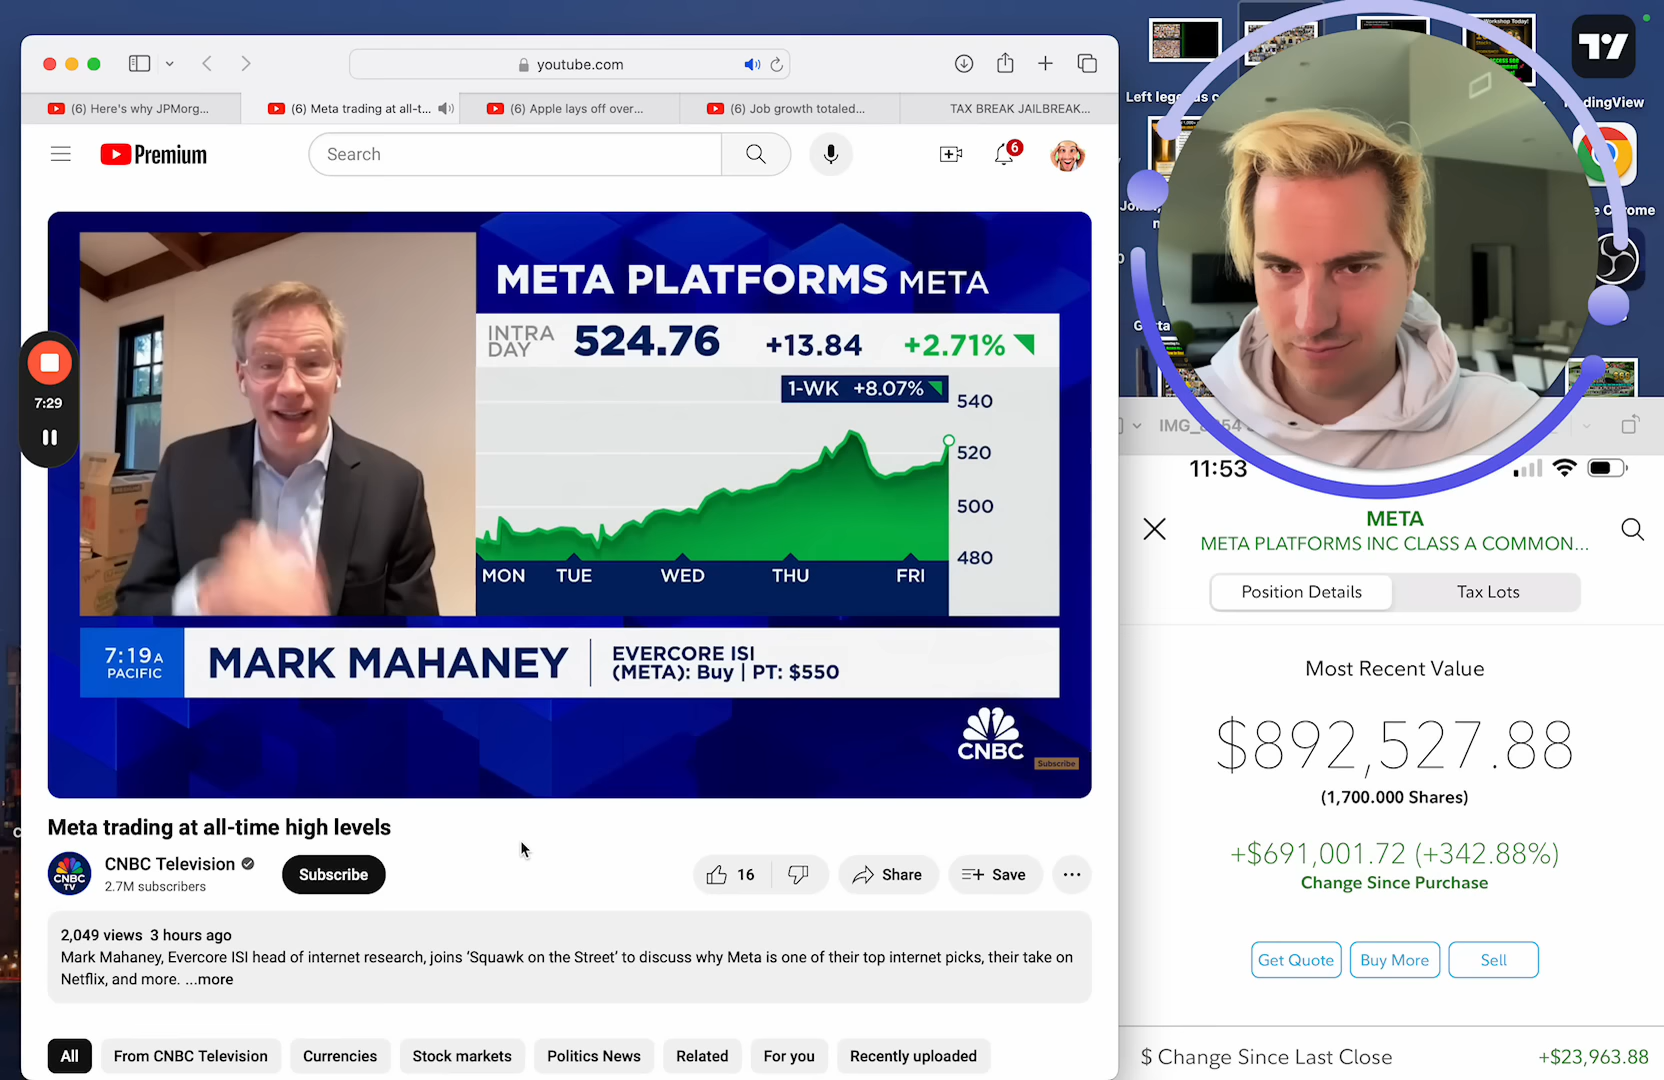 youtube.com
(6) Here's why JPMorg...
(6) Meta trading at all-t...
(6) Apple lays off over...
(6) Job growth totaled...
TAX BREAK JAILBREAK...
Premium
Search
6
META PLATFORMS META
INTRA
DAY
524.76
+13.84
+2.71%
1-WK +8.07%
540
520
500
480
MON
TUE
WED
THU
FRI
7:19A
PACIFIC
MARK MAHANEY
EVERCORE ISI
(META): Buy | PT: $550
CNBC
Subscribe
7:29
Meta trading at all-time high levels
CNBC
TV
CNBC Television
2.7M subscribers
Subscribe
16
Share
Save
2,049 views 3 hours ago
Mark Mahaney, Evercore ISI head of internet research, joins ‘Squawk on the Street’ to discuss why Meta is one of their top internet picks, their take on
Netflix, and more. ...more
All
From CNBC Television
Currencies
Stock markets
Politics News
Related
For you
Recently uploaded
Workshop Today!
Left leg
11:53
META
META PLATFORMS INC CLASS A COMMON...
Position Details
Tax Lots
Most Recent Value
$892,527.88
(1,700.000 Shares)
+$691,001.72 (+342.88%)
Change Since Purchase
Get Quote
Buy More
Sell
$ Change Since Last Close
+$23,963.88